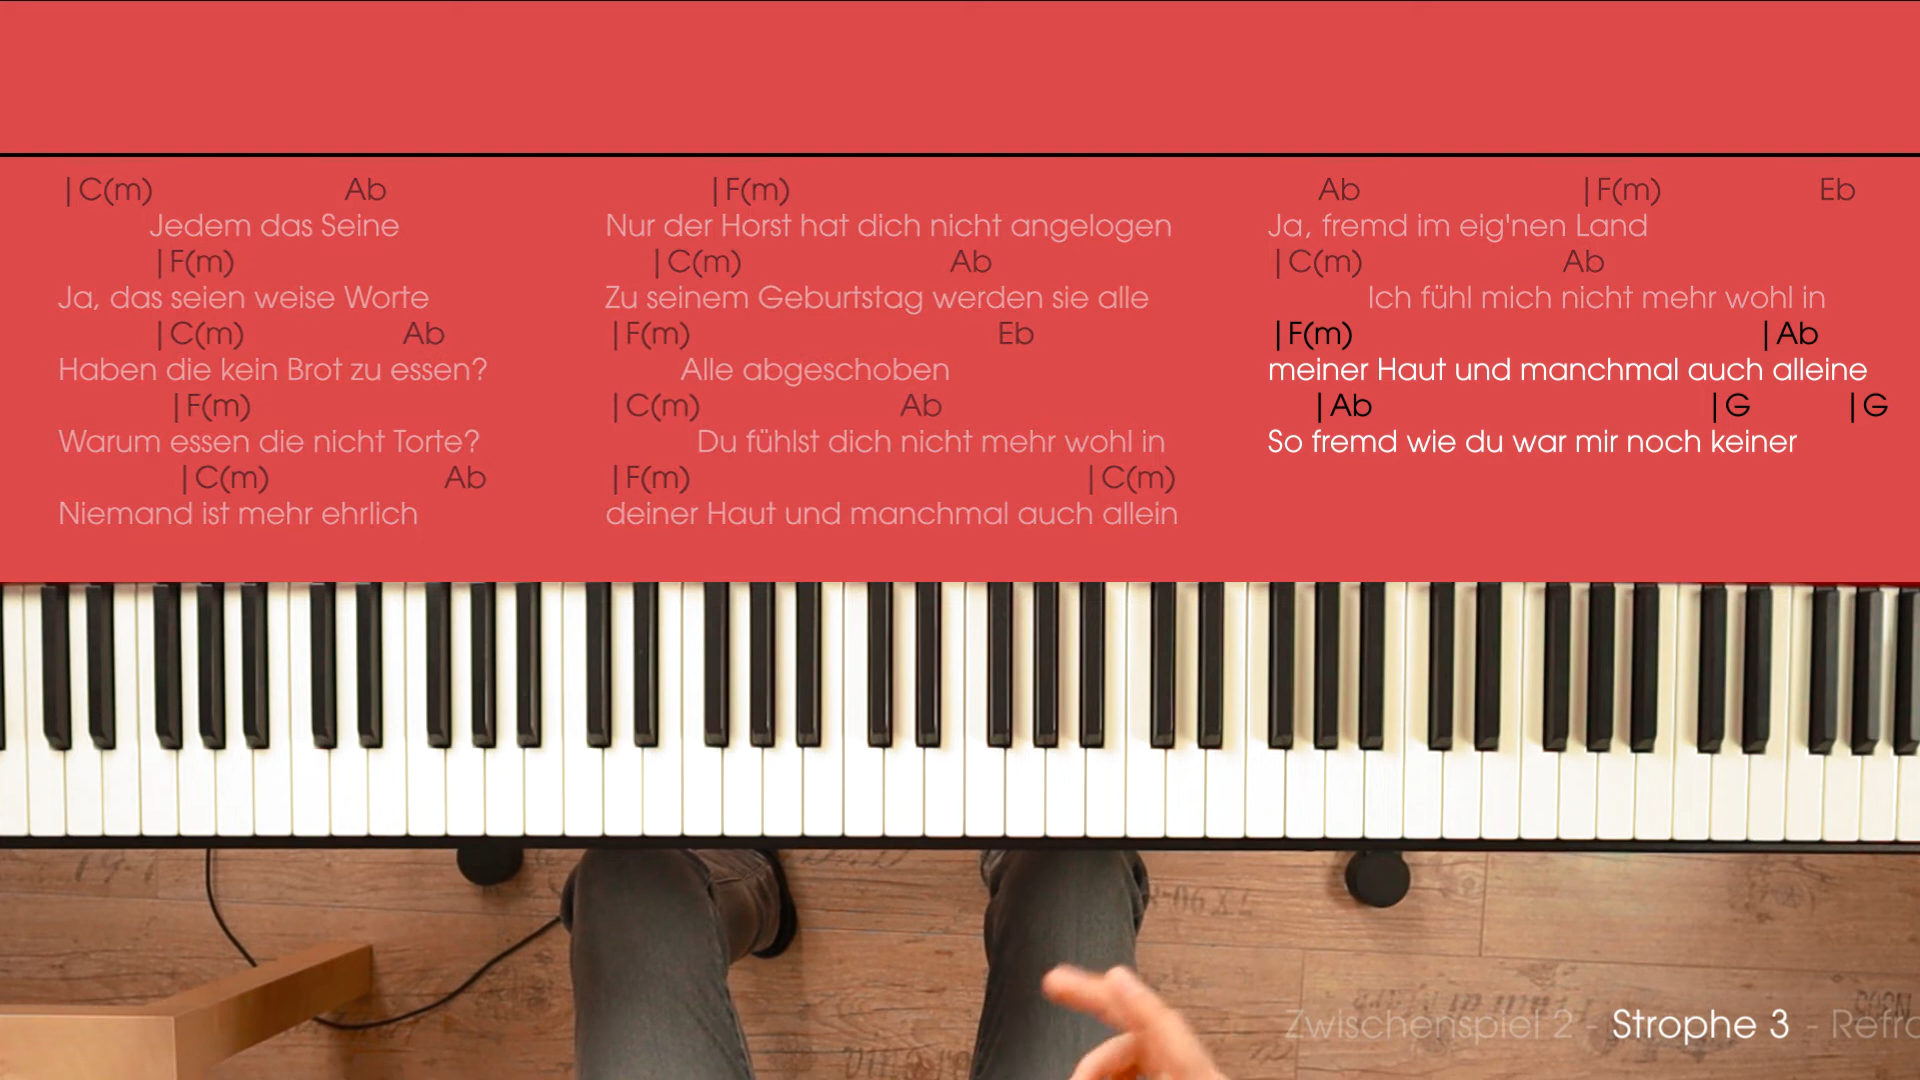 |C(m) Ab
Jedem das Seine
|F(m)
Ja, das seien weise Worte
|C(m) Ab
Haben die kein Brot zu essen?
|F(m)
Warum essen die nicht Torte?
|C(m) Ab
Niemand ist mehr ehrlich
|F(m)
Nur der Horst hat dich nicht angelogen
|C(m) Ab
Zu seinem Geburtstag werden sie alle
|F(m) Eb
Alle abgeschoben
|C(m) Ab
Du fühlst dich nicht mehr wohl in
|F(m) |C(m)
deiner Haut und manchmal auch allein
Ab |F(m) Eb
Ja, fremd im eig'nen Land
|C(m) Ab
Ich fühl mich nicht mehr wohl in
|F(m) |Ab
meiner Haut und manchmal auch alleine
|Ab |G |G
So fremd wie du war mir noch keiner
Zwischenspiel 2 - Strophe 3 - Refra